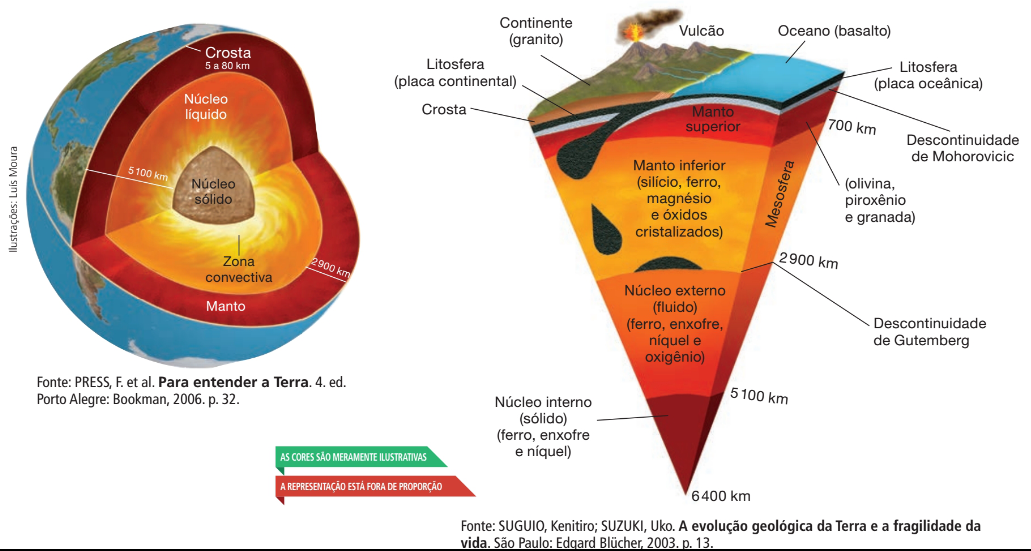 Ilustrações: Luis Moura
Crosta
5 a 80 km
Núcleo
líquido
5 100 km
Núcleo
sólido
Zona
convectiva
2 900 km
Manto
Fonte: PRESS, F. et al. Para entender a Terra. 4. ed.
Porto Alegre: Bookman, 2006. p. 32.
AS CORES SÃO MERAMENTE ILUSTRATIVAS
A REPRESENTAÇÃO ESTÁ FORA DE PROPORÇÃO
Continente
(granito)
Vulcão
Oceano (basalto)
Litosfera
(placa continental)
Litosfera
(placa oceânica)
Crosta
Manto
superior
700 km
Descontinuidade
de Mohorovicic
Manto inferior
(silício, ferro,
magnésio
e óxidos
cristalizados)
Mesosfera
(olivina,
piroxênio
e granada)
2 900 km
Núcleo externo
(fluido)
(ferro, enxofre,
níquel e
oxigênio)
Descontinuidade
de Gutemberg
5 100 km
Núcleo interno
(sólido)
(ferro, enxofre
e níquel)
6 400 km
Fonte: SUGUIO, Kenitiro; SUZUKI, Uko. A evolução geológica da Terra e a fragilidade da
vida. São Paulo: Edgard Blücher, 2003. p. 13.